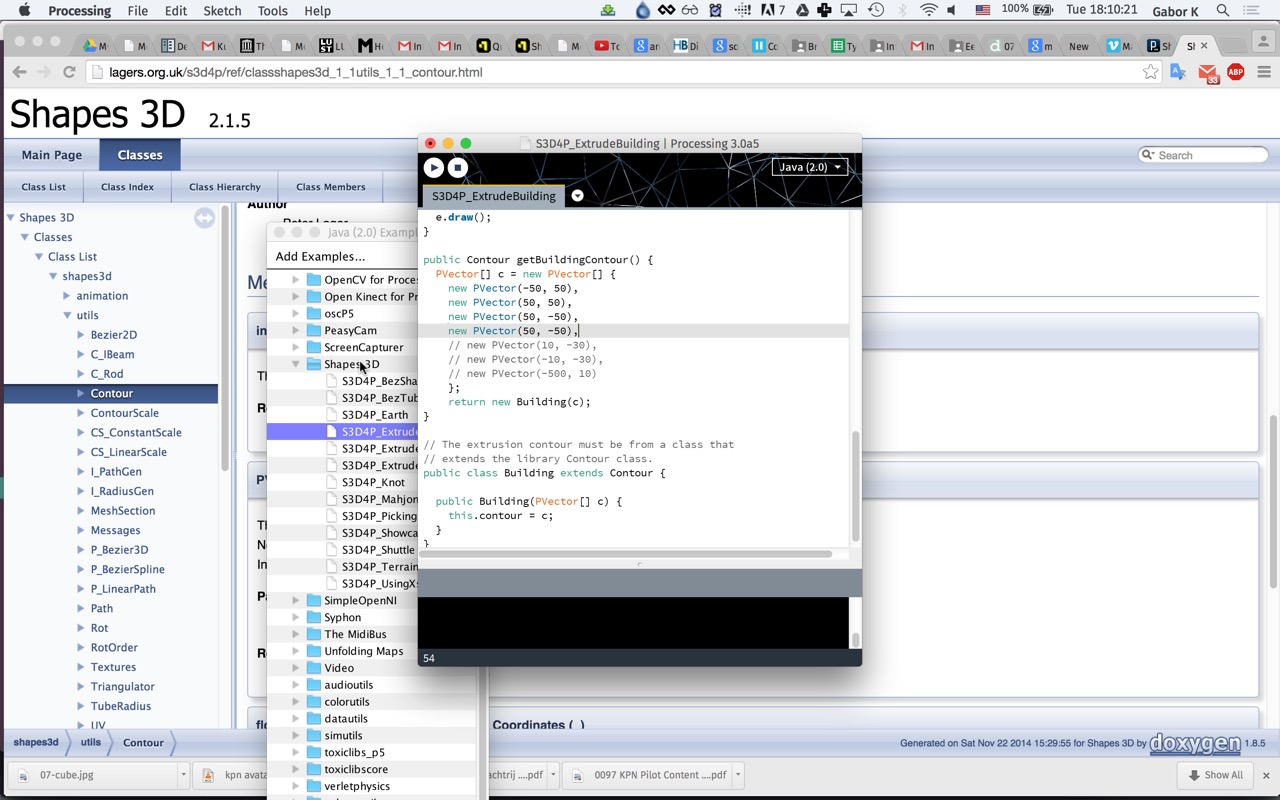 Processing File Edit Sketch Tools Help 7 100% Tue 18:10:21 Gabor K
lagers.org.uk/s3d4p/ref/classshapes3d_1_1utils_1_1_contour.html
33
ABP
Shapes 3D 2.1.5
Main Page Classes
Search
Class List Class Index Class Hierarchy Class Members
Shapes 3D
Classes
Class List
shapes3d
animation
utils
Bezier2D
C_IBeam
C_Rod
Contour
ContourScale
CS_ConstantScale
CS_LinearScale
I_PathGen
I_RadiusGen
MeshSection
Messages
P_Bezier3D
P_BezierSpline
P_LinearPath
Path
Rot
RotOrder
Textures
Triangulator
TubeRadius
UV
Author
Java (2.0) Exampl
Add Examples...
OpenCV for Proces
Open Kinect for Pr
oscP5
PeasyCam
ScreenCapturer
Shapes 3D
S3D4P_BezSha
S3D4P_BezTub
S3D4P_Earth
S3D4P_Extrude
S3D4P_Extrude
S3D4P_Extrude
S3D4P_Knot
S3D4P_Mahjon
S3D4P_Picking
S3D4P_Showca
S3D4P_Shuttle
S3D4P_Terrain
S3D4P_UsingXs
SimpleOpenNI
Syphon
The MidiBus
Unfolding Maps
Video
audioutils
colorutils
datautils
simutils
toxiclibs_p5
toxiclibscore
verletphysics
S3D4P_ExtrudeBuilding | Processing 3.0a5
Java (2.0)
S3D4P_ExtrudeBuilding
e.draw();
}
public Contour getBuildingContour() {
PVector[] c = new PVector[] {
new PVector(-50, 50),
new PVector(50, 50),
new PVector(50, -50),
new PVector(50, -50),
// new PVector(10, -30),
// new PVector(-10, -30),
// new PVector(-500, 10)
};
return new Building(c);
}
// The extrusion contour must be from a class that
// extends the library Contour class.
public class Building extends Contour {
public Building(PVector[] c) {
this.contour = c;
}
}
54
Coordinates ( )
shapes3d utils Contour
Generated on Sat Nov 22 2014 15:29:55 for Shapes 3D by doxygen 1.8.5
07-cube.jpg kpn avata achtrij ....pdf 0097 KPN Pilot Content ....pdf Show All